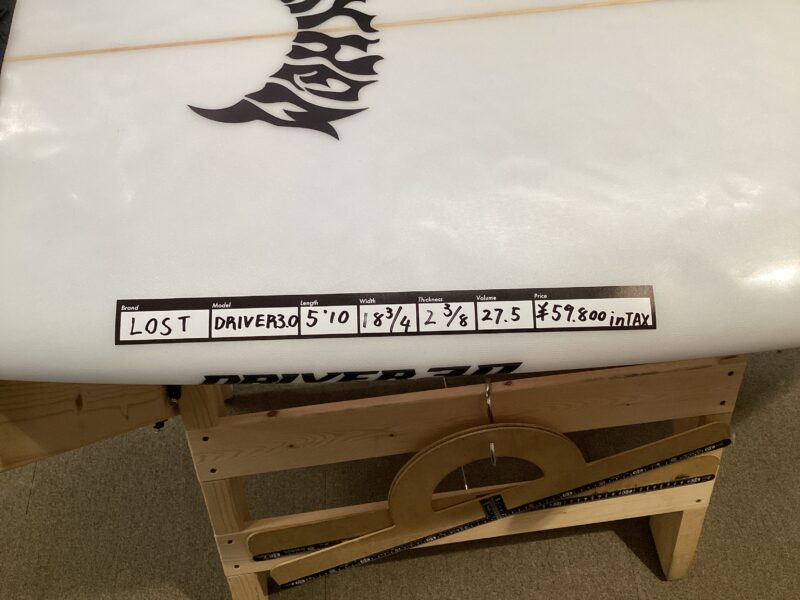 LOST
Brand Model Length Width Thickness Volume Price
LOST DRIVER3.0 5'10 18 3/4 2 3/8 27.5 ¥59.800 inTAX
DRIVER 3.0